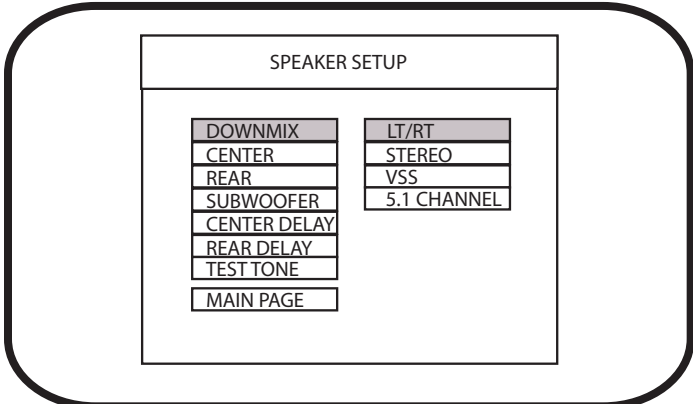 SPEAKER SETUP
DOWNMIX
CENTER
REAR
SUBWOOFER
CENTER DELAY
REAR DELAY
TEST TONE
MAIN PAGE
LT/RT
STEREO
VSS
5.1 CHANNEL